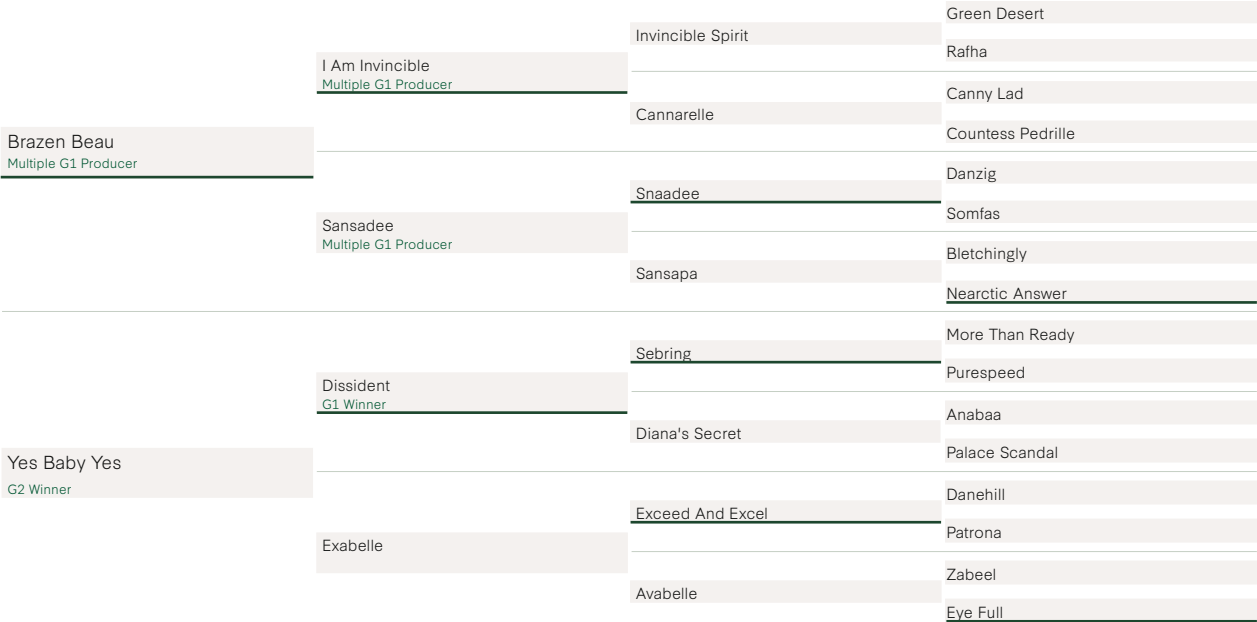 Brazen Beau
Multiple G1 Producer
Yes Baby Yes
G2 Winner
I Am Invincible
Multiple G1 Producer
Sansadee
Multiple G1 Producer
Dissident
G1 Winner
Exabelle
Invincible Spirit
Cannarelle
Snaadee
Sansapa
Sebring
Diana's Secret
Exceed And Excel
Avabelle
Green Desert
Rafha
Canny Lad
Countess Pedrille
Danzig
Somfas
Bletchingly
Nearctic Answer
More Than Ready
Purespeed
Anabaa
Palace Scandal
Danehill
Patrona
Zabeel
Eye Full